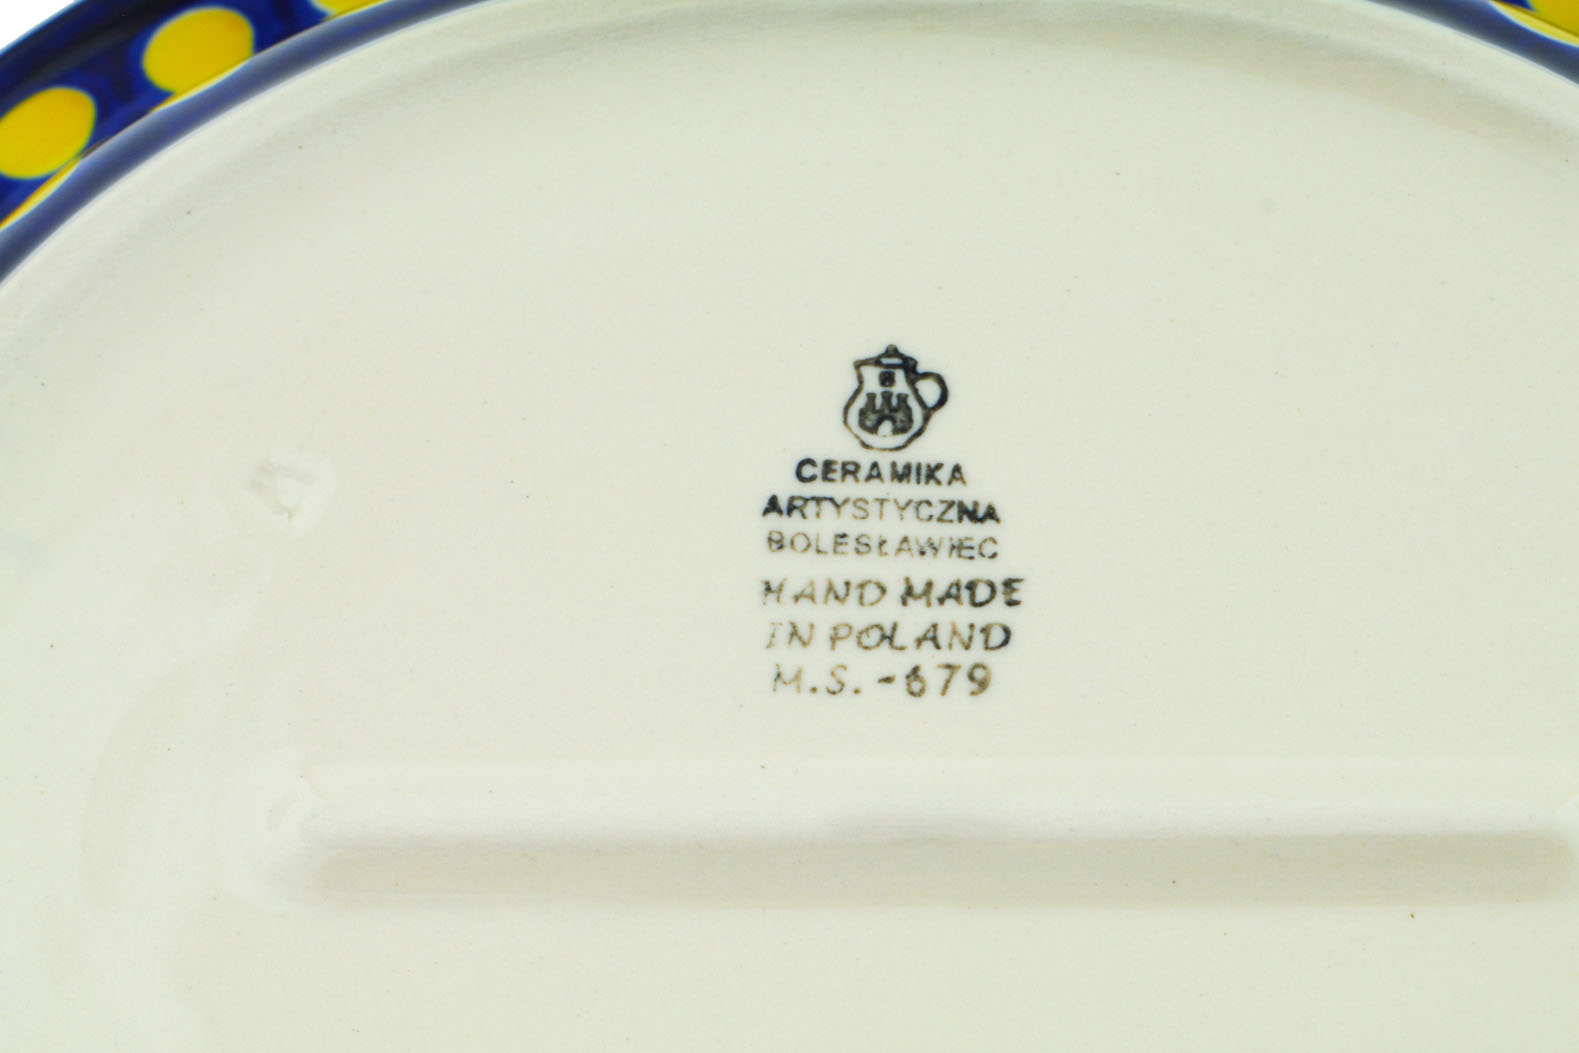 CERAMIKA
ARTYSTYCZNA
BOLESŁAWIEC
HAND MADE
IN POLAND
M.S. -679